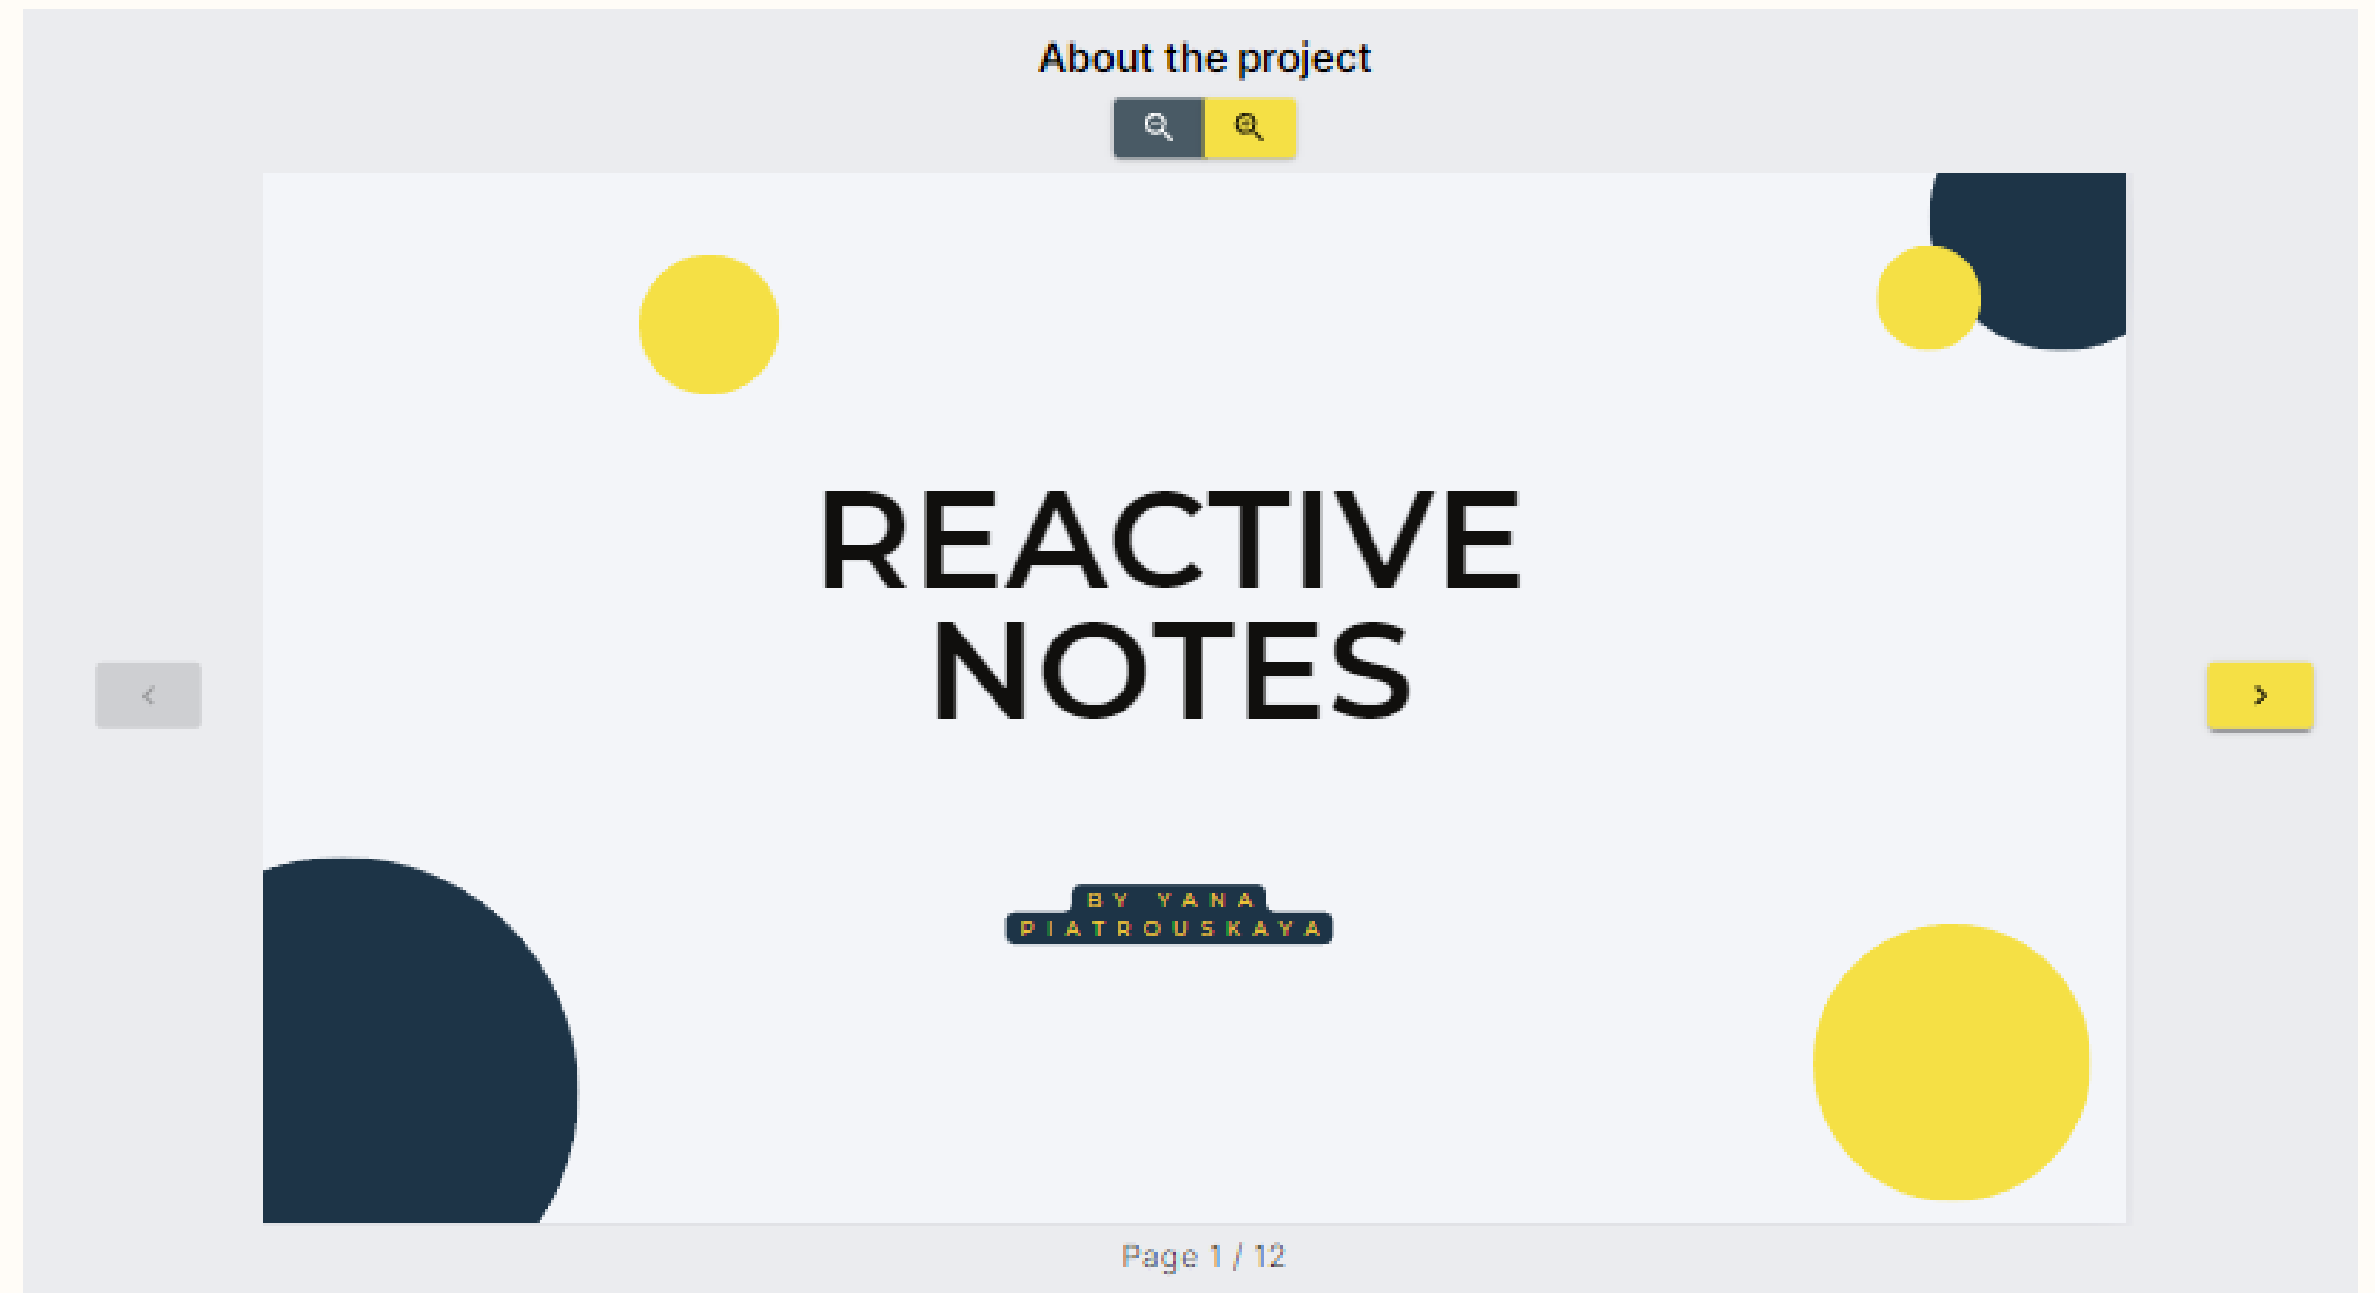 About the project
REACTIVE
NOTES
BY YANA
PIATROUSKAYA
Page 1 / 12